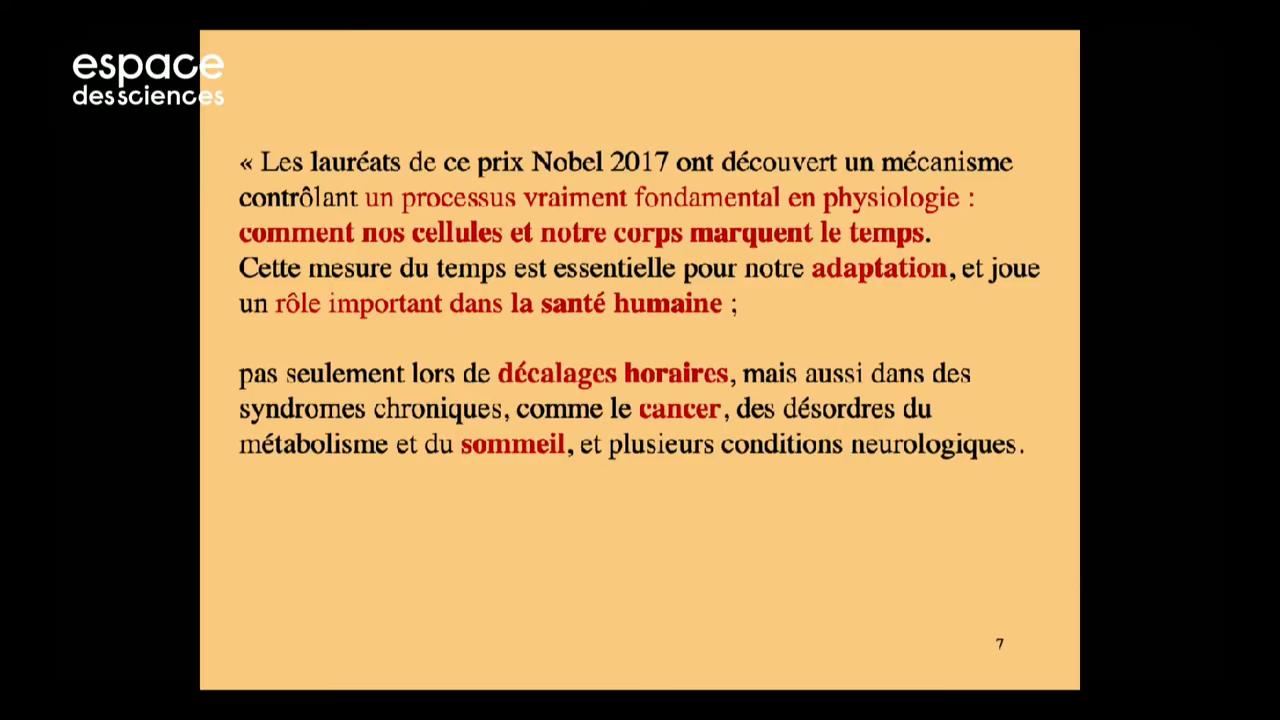 espace
des sciences
« Les lauréats de ce prix Nobel 2017 ont découvert un mécanisme
contrôlant un processus vraiment fondamental en physiologie :
comment nos cellules et notre corps marquent le temps.
Cette mesure du temps est essentielle pour notre adaptation, et joue
un rôle important dans la santé humaine ;
pas seulement lors de décalages horaires, mais aussi dans des
syndromes chroniques, comme le cancer, des désordres du
métabolisme et du sommeil, et plusieurs conditions neurologiques.
7